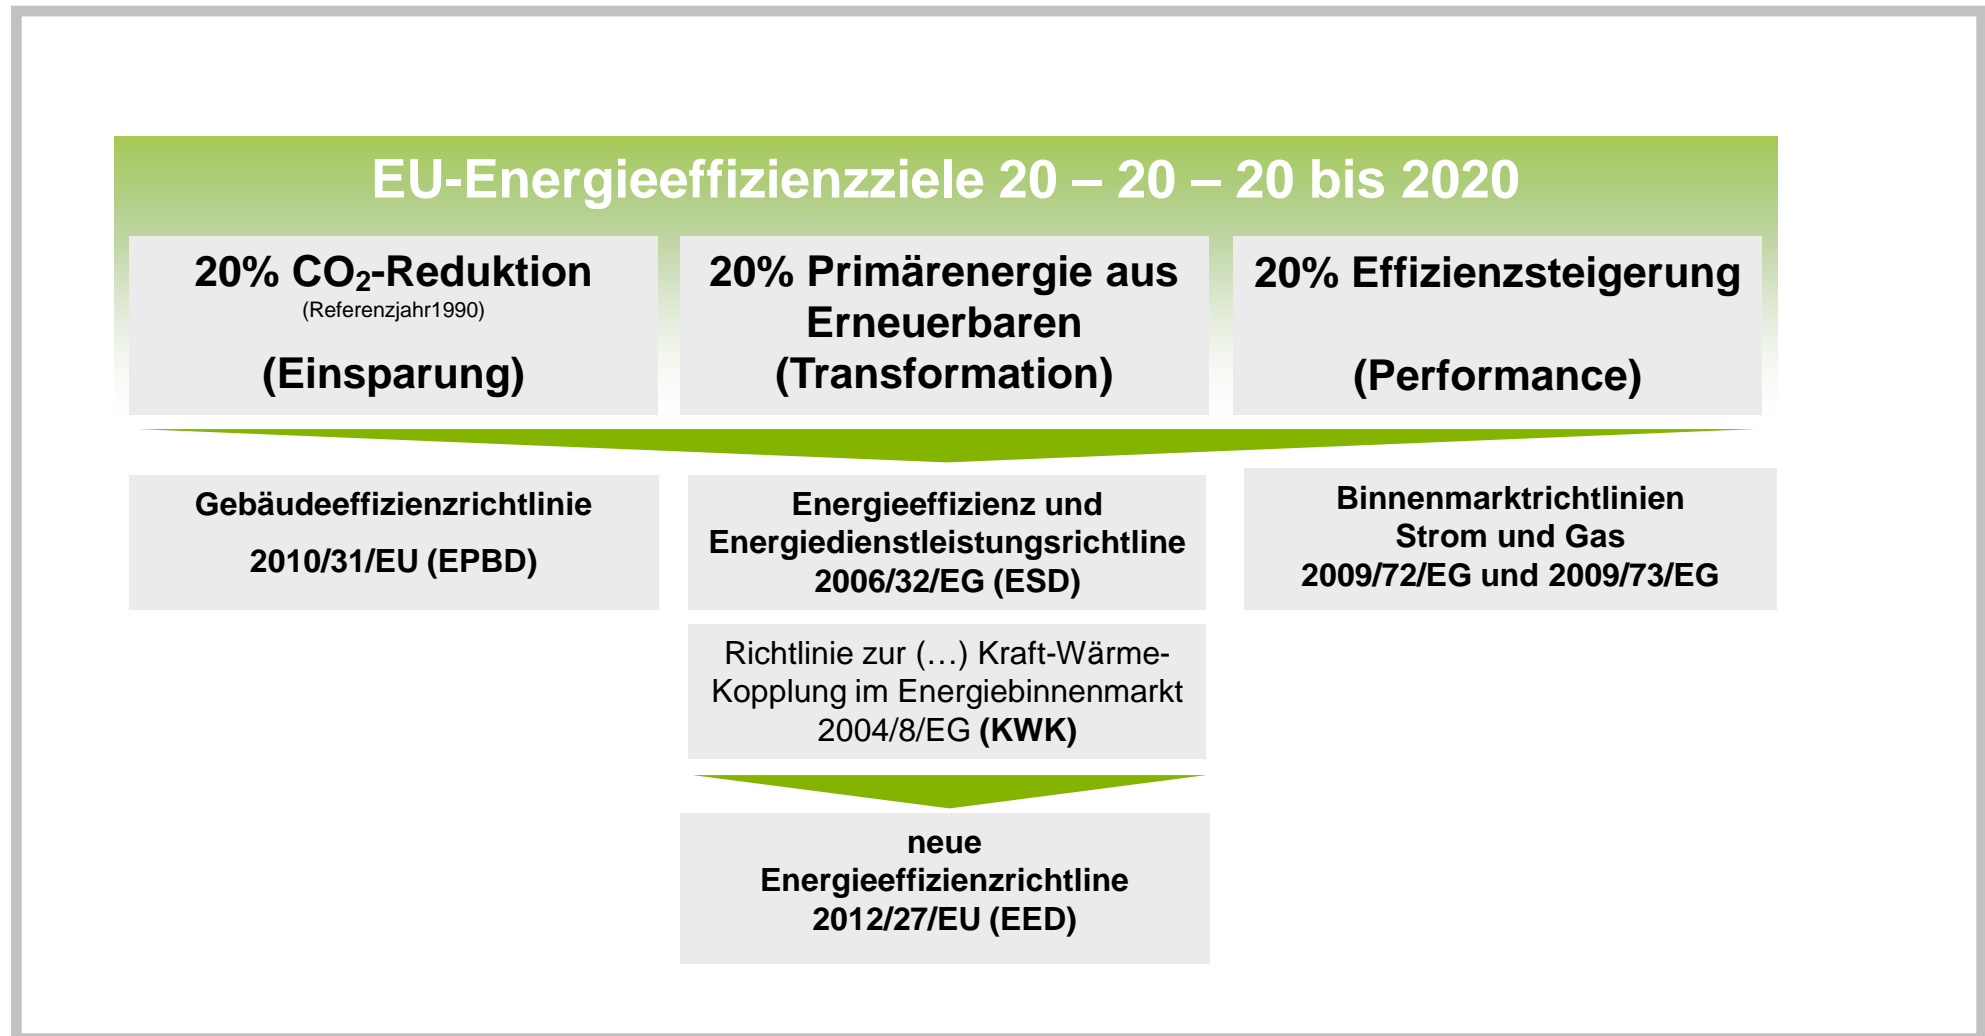 EU-Energieeffizienzziele 20 – 20 – 20 bis 2020
20% CO₂-Reduktion
(Referenzjahr1990)
(Einsparung)
20% Primärenergie aus
Erneuerbaren
(Transformation)
20% Effizienzsteigerung
(Performance)
Gebäudeeffizienzrichtlinie
2010/31/EU (EPBD)
Energieeffizienz und
Energiedienstleistungsrichtline
2006/32/EG (ESD)
Binnenmarktrichtlinien
Strom und Gas
2009/72/EG und 2009/73/EG
Richtlinie zur (…) Kraft-Wärme-
Kopplung im Energiebinnenmarkt
2004/8/EG (KWK)
neue
Energieeffizienzrichtline
2012/27/EU (EED)